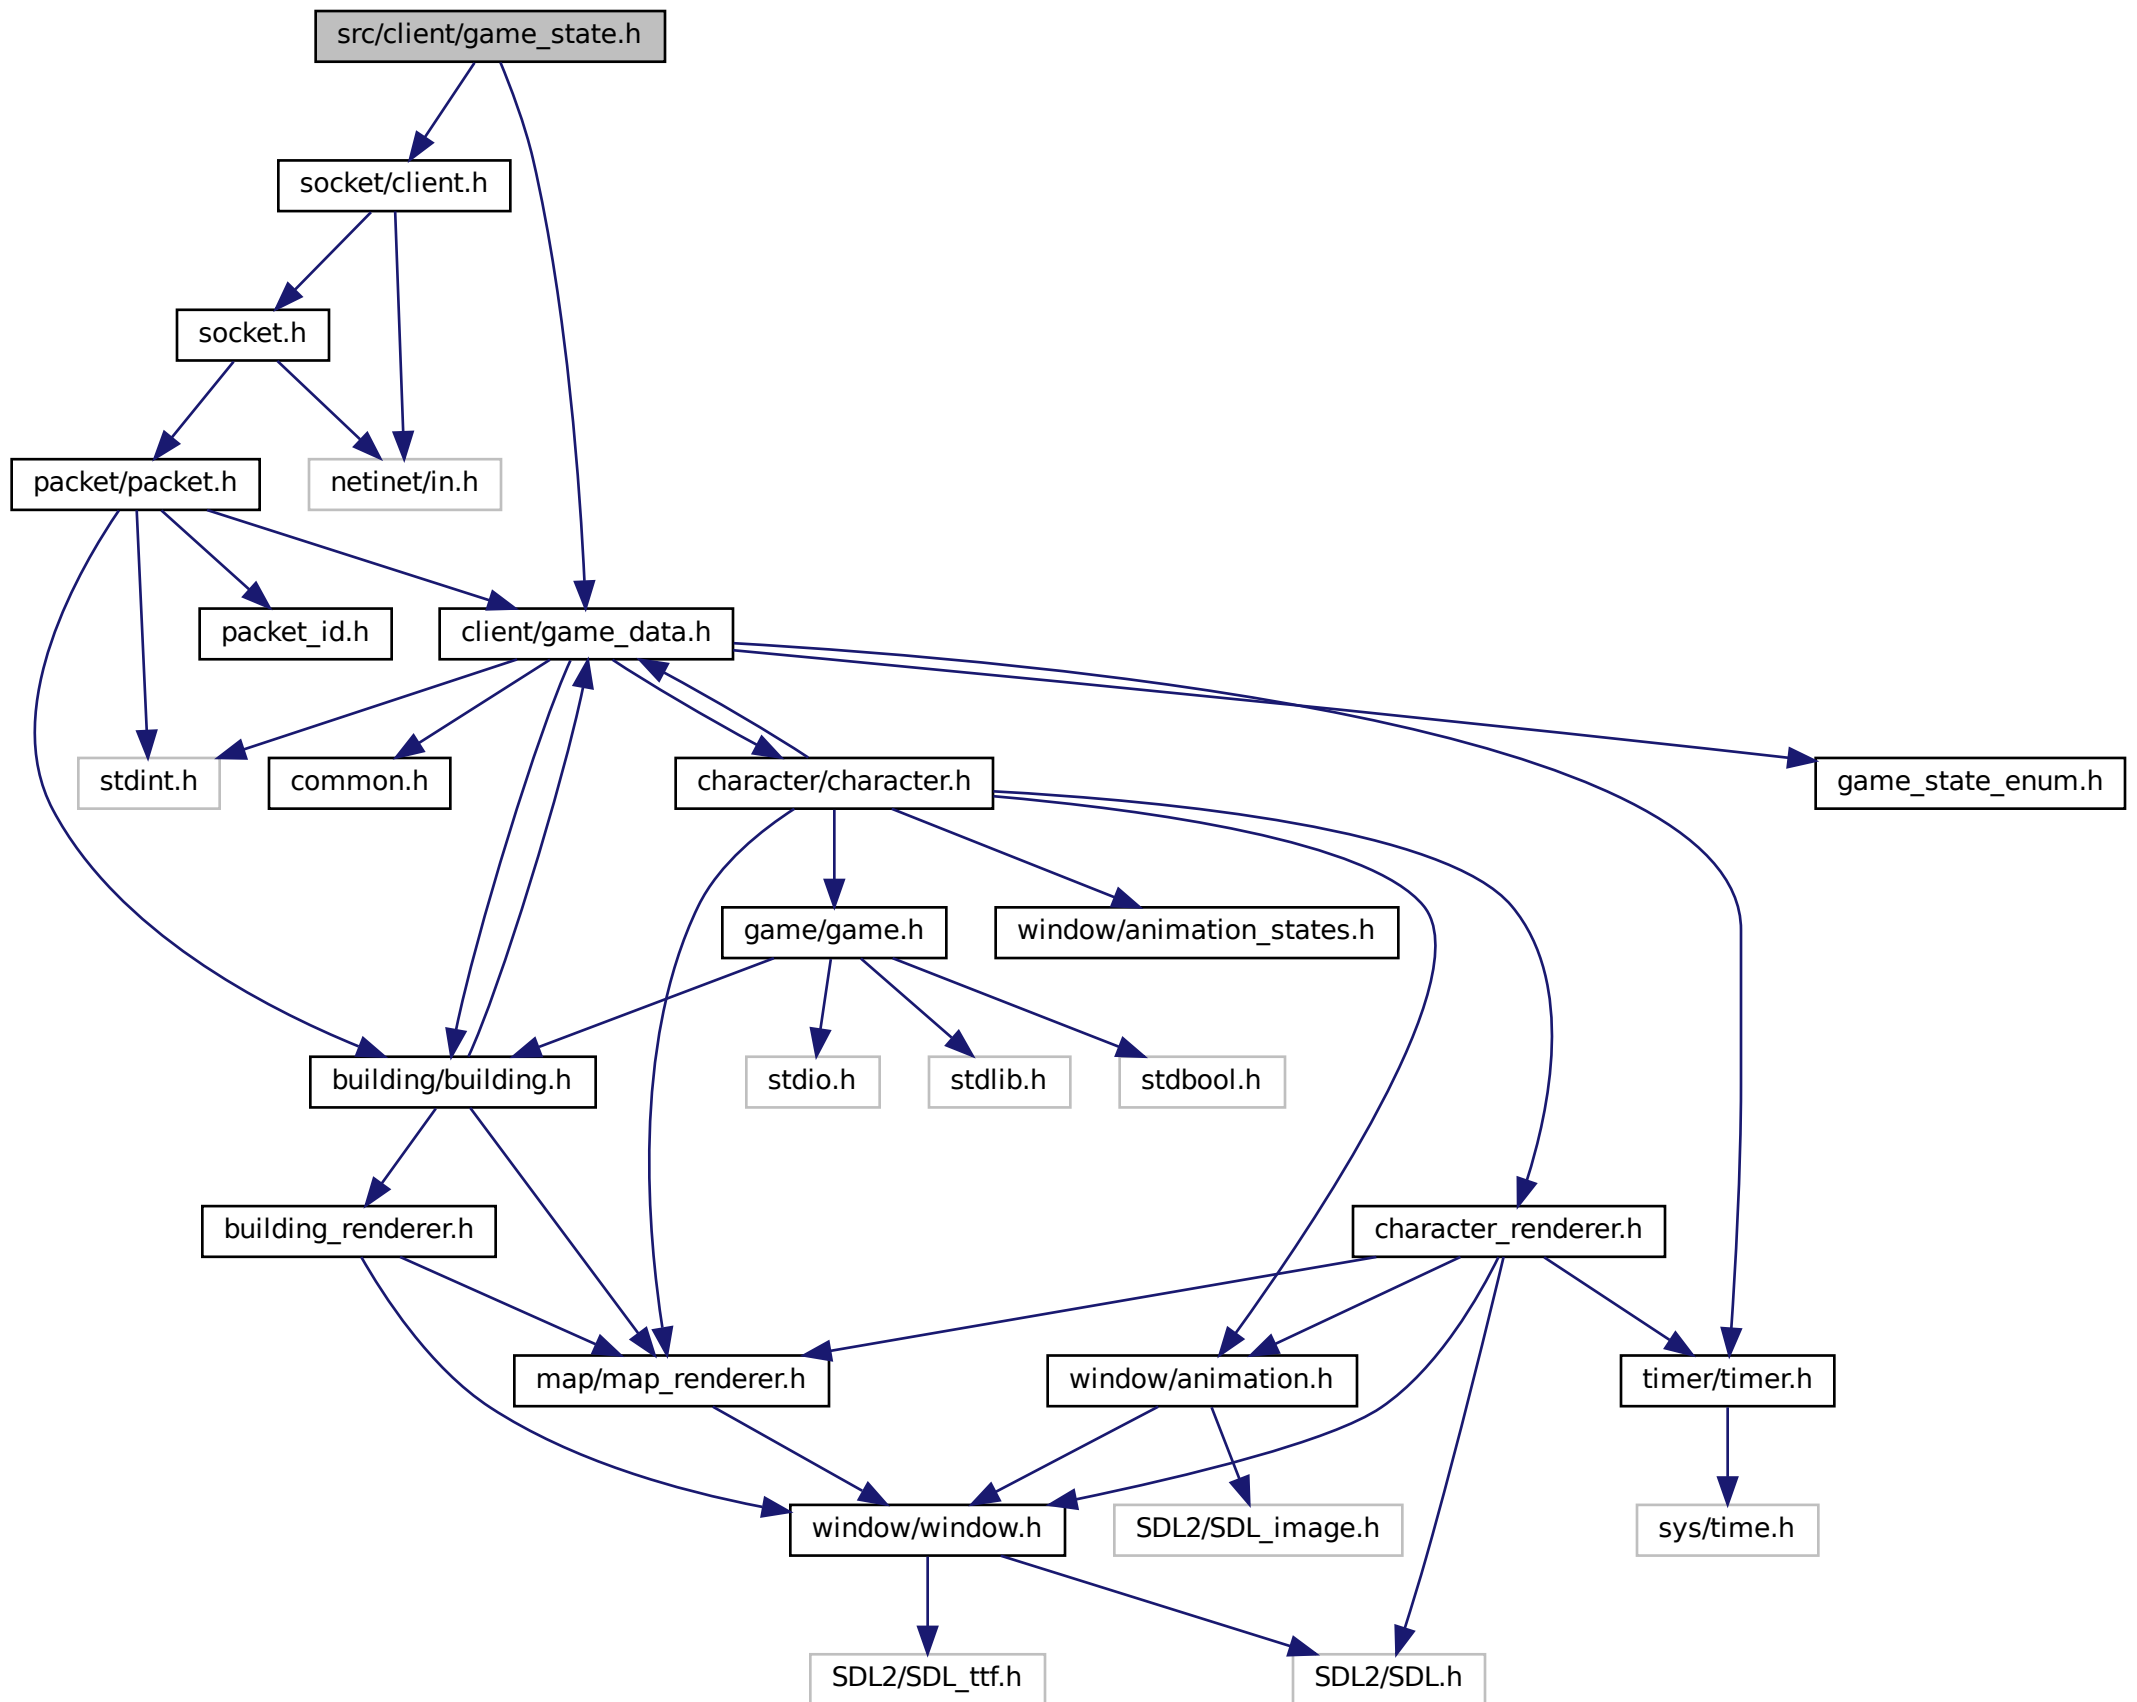 src/client/game_state.h
socket/client.h
socket.h
packet/packet.h
netinet/in.h
packet_id.h
client/game_data.h
stdint.h
common.h
character/character.h
game_state_enum.h
game/game.h
window/animation_states.h
building/building.h
stdio.h
stdlib.h
stdbool.h
building_renderer.h
character_renderer.h
map/map_renderer.h
window/animation.h
timer/timer.h
window/window.h
SDL2/SDL_image.h
sys/time.h
SDL2/SDL_ttf.h
SDL2/SDL.h